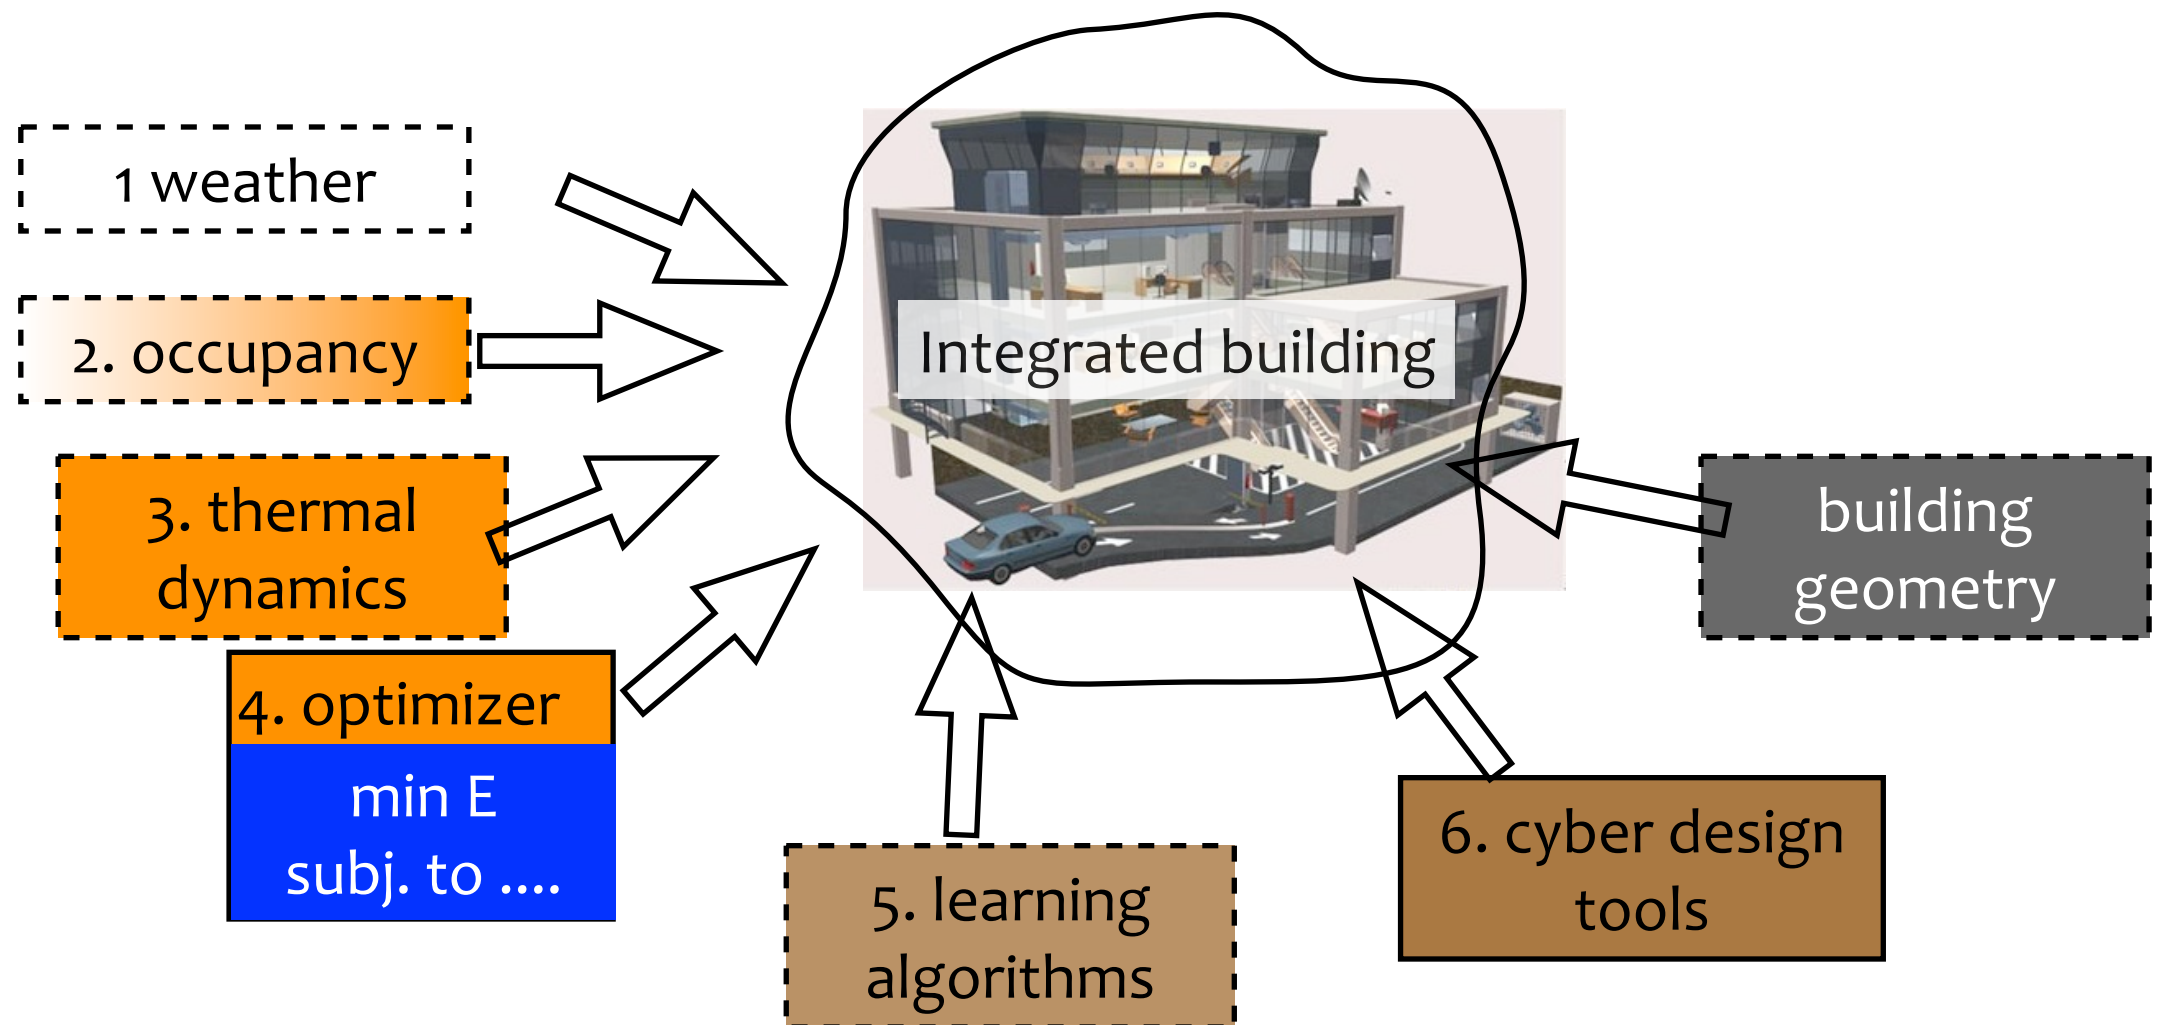 1 weather
2. occupancy
Integrated building
3. thermal
dynamics
building
geometry
4. optimizer
min E
subj. to ....
5. learning
algorithms
6. cyber design
tools